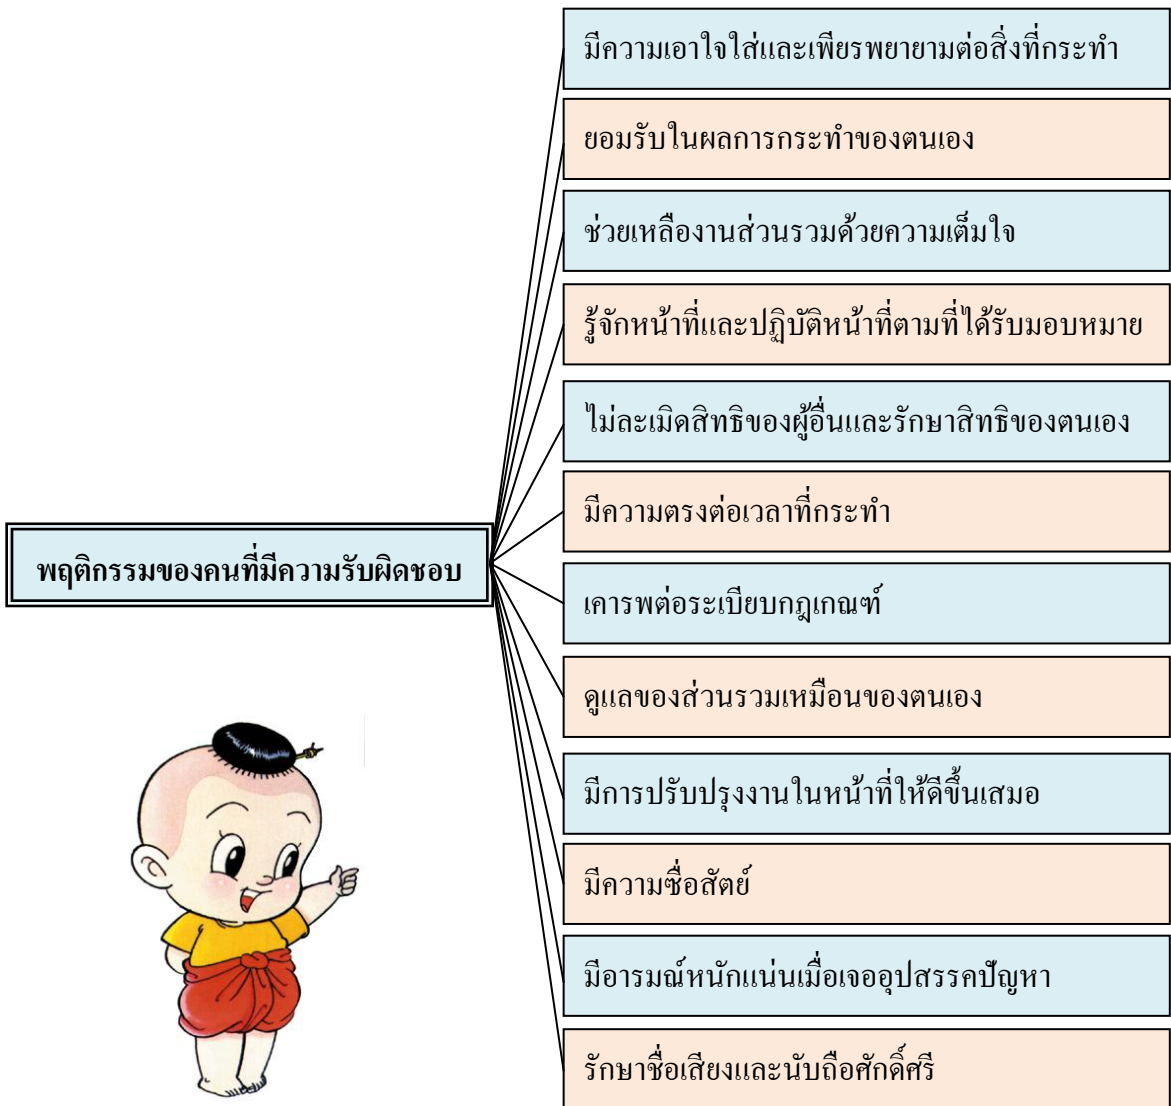 มีความเอาใจใส่และเพียรพยายามต่อสิ่งที่กระทำ
ยอมรับในผลการกระทำของตนเอง
ช่วยเหลืองานส่วนรวมด้วยความเต็มใจ
รู้จักหน้าที่และปฏิบัติหน้าที่ตามที่ได้รับมอบหมาย
ไม่ละเมิดสิทธิของผู้อื่นและรักษาสิทธิของตนเอง
มีความตรงต่อเวลาที่กระทำ
พฤติกรรมของคนที่มีความรับผิดชอบ
เคารพต่อระเบียบกฎเกณฑ์
ดูแลของส่วนรวมเหมือนของตนเอง
มีการปรับปรุงงานในหน้าที่ให้ดีขึ้นเสมอ
มีความซื่อสัตย์
มีอารมณ์หนักแน่นเมื่อเจออุปสรรคปัญหา
รักษาชื่อเสียงและนับถือศักดิ์ศรี